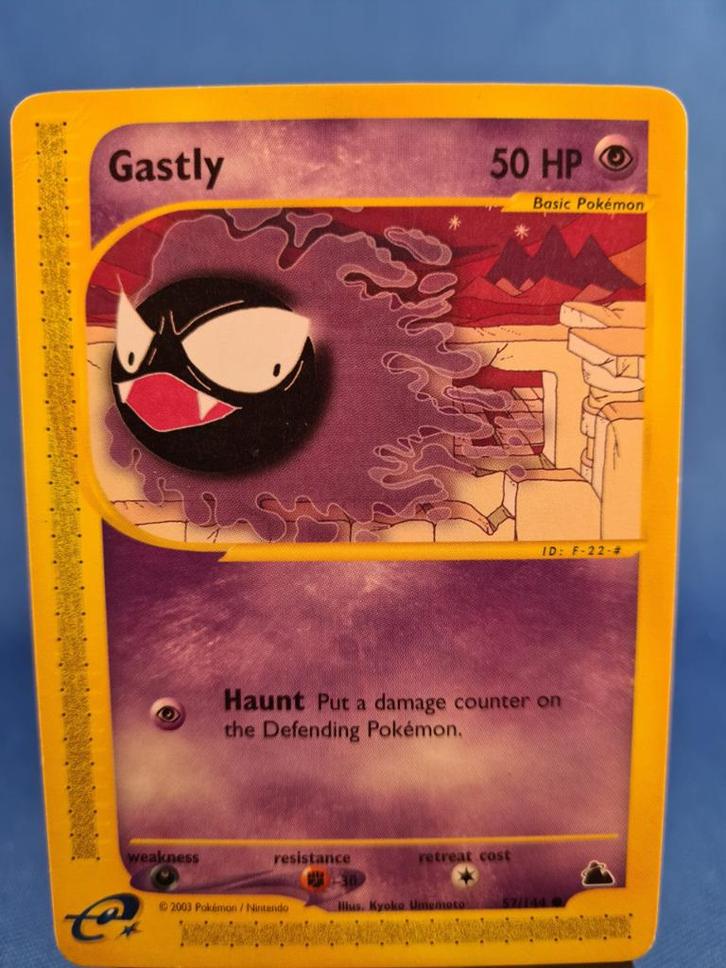 Gastly 50 HP
Basic Pokémon
ID: F-22-#
Haunt Put a damage counter on
the Defending Pokémon.
weakness resistance retreat cost
-30
© 2003 Pokémon / Nintendo Illus. Kyoko Umemoto 57/144
e